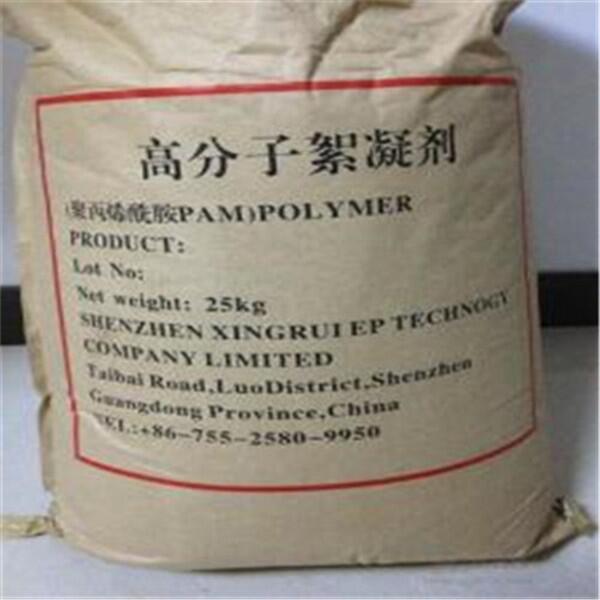 高分子絮凝剂
(聚丙烯酰胺PAM)POLYMER
PRODUCT:
Lot No:
Net weight: 25kg
SHENZHEN XINGRUI EP TECHNOGY
COMPANY LIMITED
Taibai Road,LuoDistrict,Shenzhen
Guangdong Province,China
TEL:+86-755-2580-9950